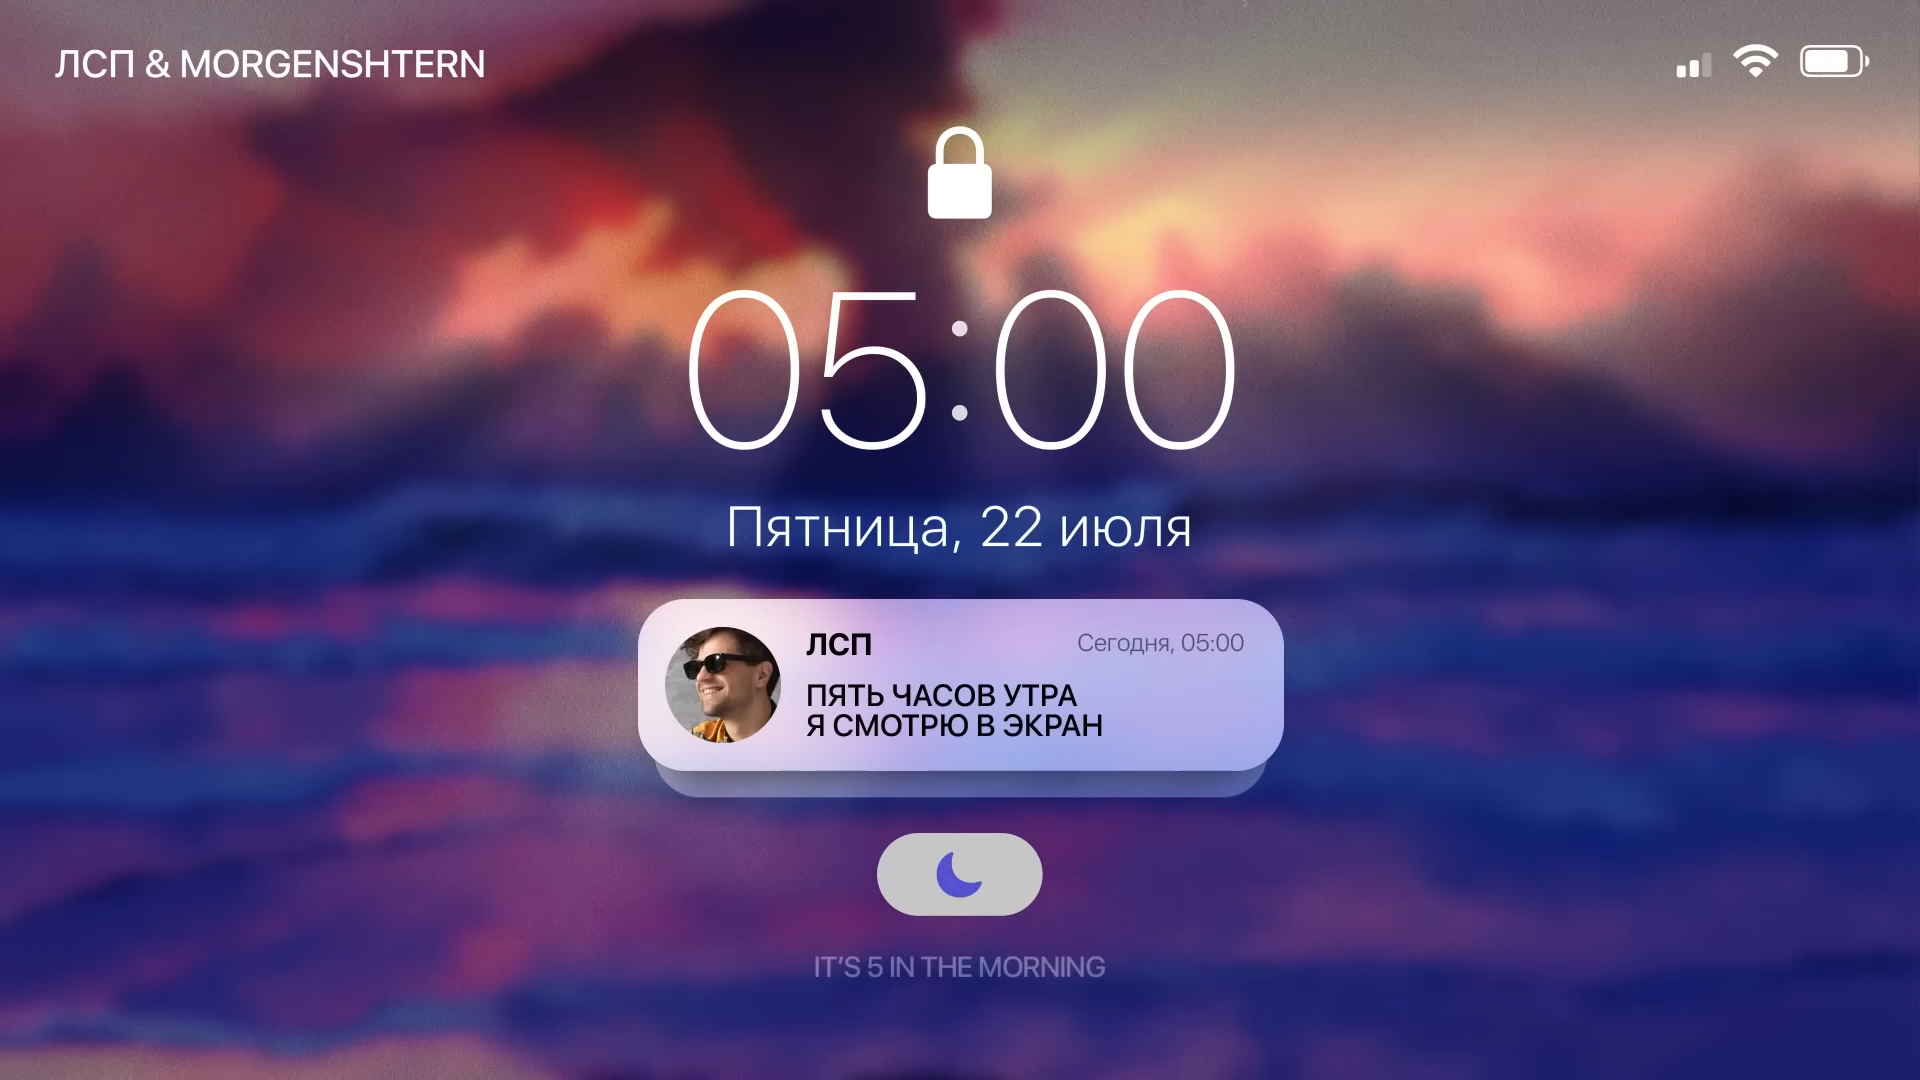 ЛСП & MORGENSHTERN
05:00
Пятница, 22 июля
ЛСП
Сегодня, 05:00
ПЯТЬ ЧАСОВ УТРА
Я СМОТРЮ В ЭКРАН
IT'S 5 IN THE MORNING